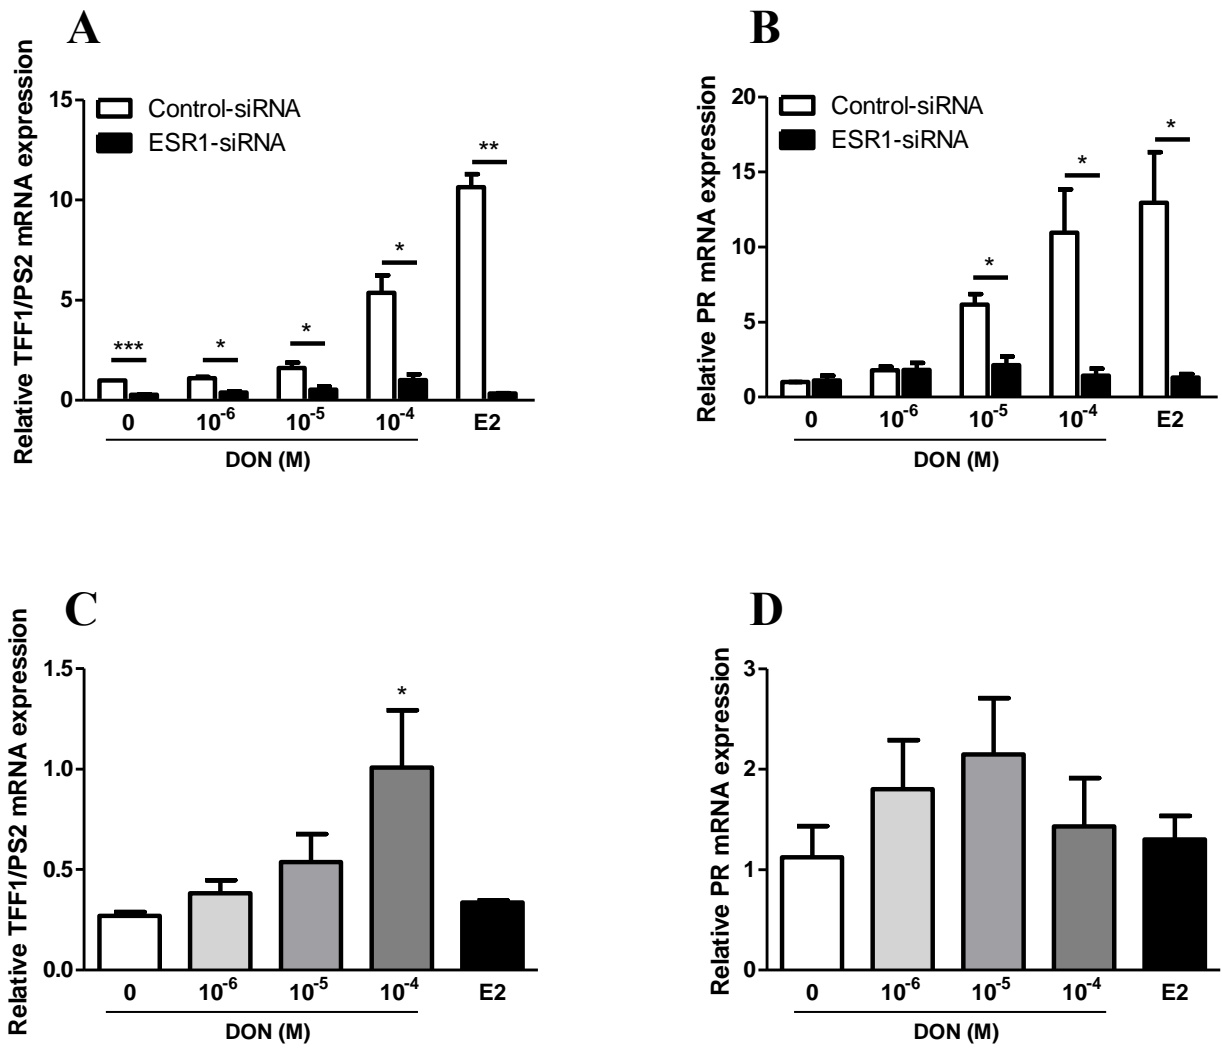 A
Relative TFF1/PS2 mRNA expression
15
10
5
0
Control-siRNA
ESR1-siRNA
***
*
*
*
**
0 10⁻⁶ 10⁻⁵ 10⁻⁴ E2
DON (M)
B
Relative PR mRNA expression
20
15
10
5
0
Control-siRNA
ESR1-siRNA
*
*
*
0 10⁻⁶ 10⁻⁵ 10⁻⁴ E2
DON (M)
C
Relative TFF1/PS2 mRNA expression
1.5
1.0
0.5
0.0
*
0 10⁻⁶ 10⁻⁵ 10⁻⁴ E2
DON (M)
D
Relative PR mRNA expression
3
2
1
0
0 10⁻⁶ 10⁻⁵ 10⁻⁴ E2
DON (M)